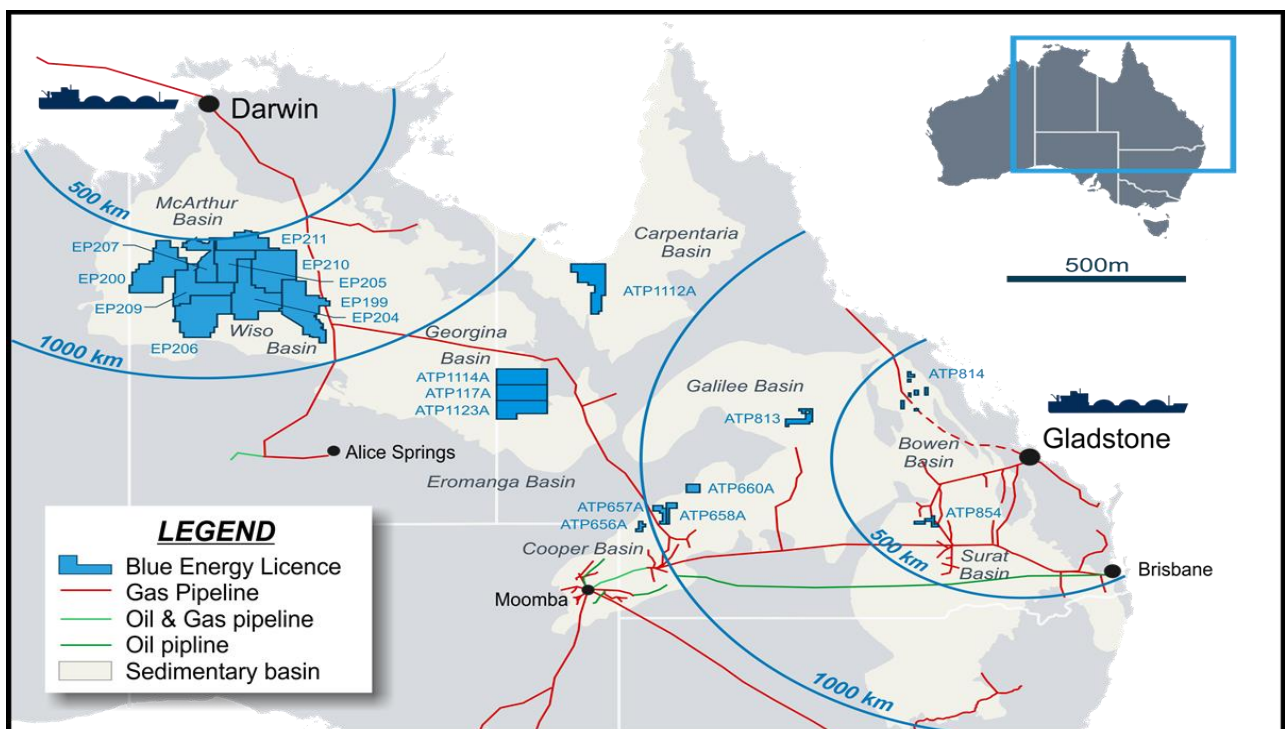 Darwin
500 km
McArthur
Basin
EP207
EP211
EP200
EP210
EP205
EP209
EP199
EP204
Wiso
Basin
EP206
1000 km
Carpentaria
Basin
ATP1112A
500m
Georgina
Basin
ATP1114A
ATP117A
ATP1123A
Galilee Basin
ATP813
ATP814
Gladstone
Bowen
Basin
Alice Springs
Eromanga Basin
ATP660A
ATP657A
ATP658A
ATP656A
ATP854
Cooper Basin
500 km
Surat
Basin
Brisbane
Moomba
1000 km
LEGEND
Blue Energy Licence
Gas Pipeline
Oil & Gas pipeline
Oil pipline
Sedimentary basin